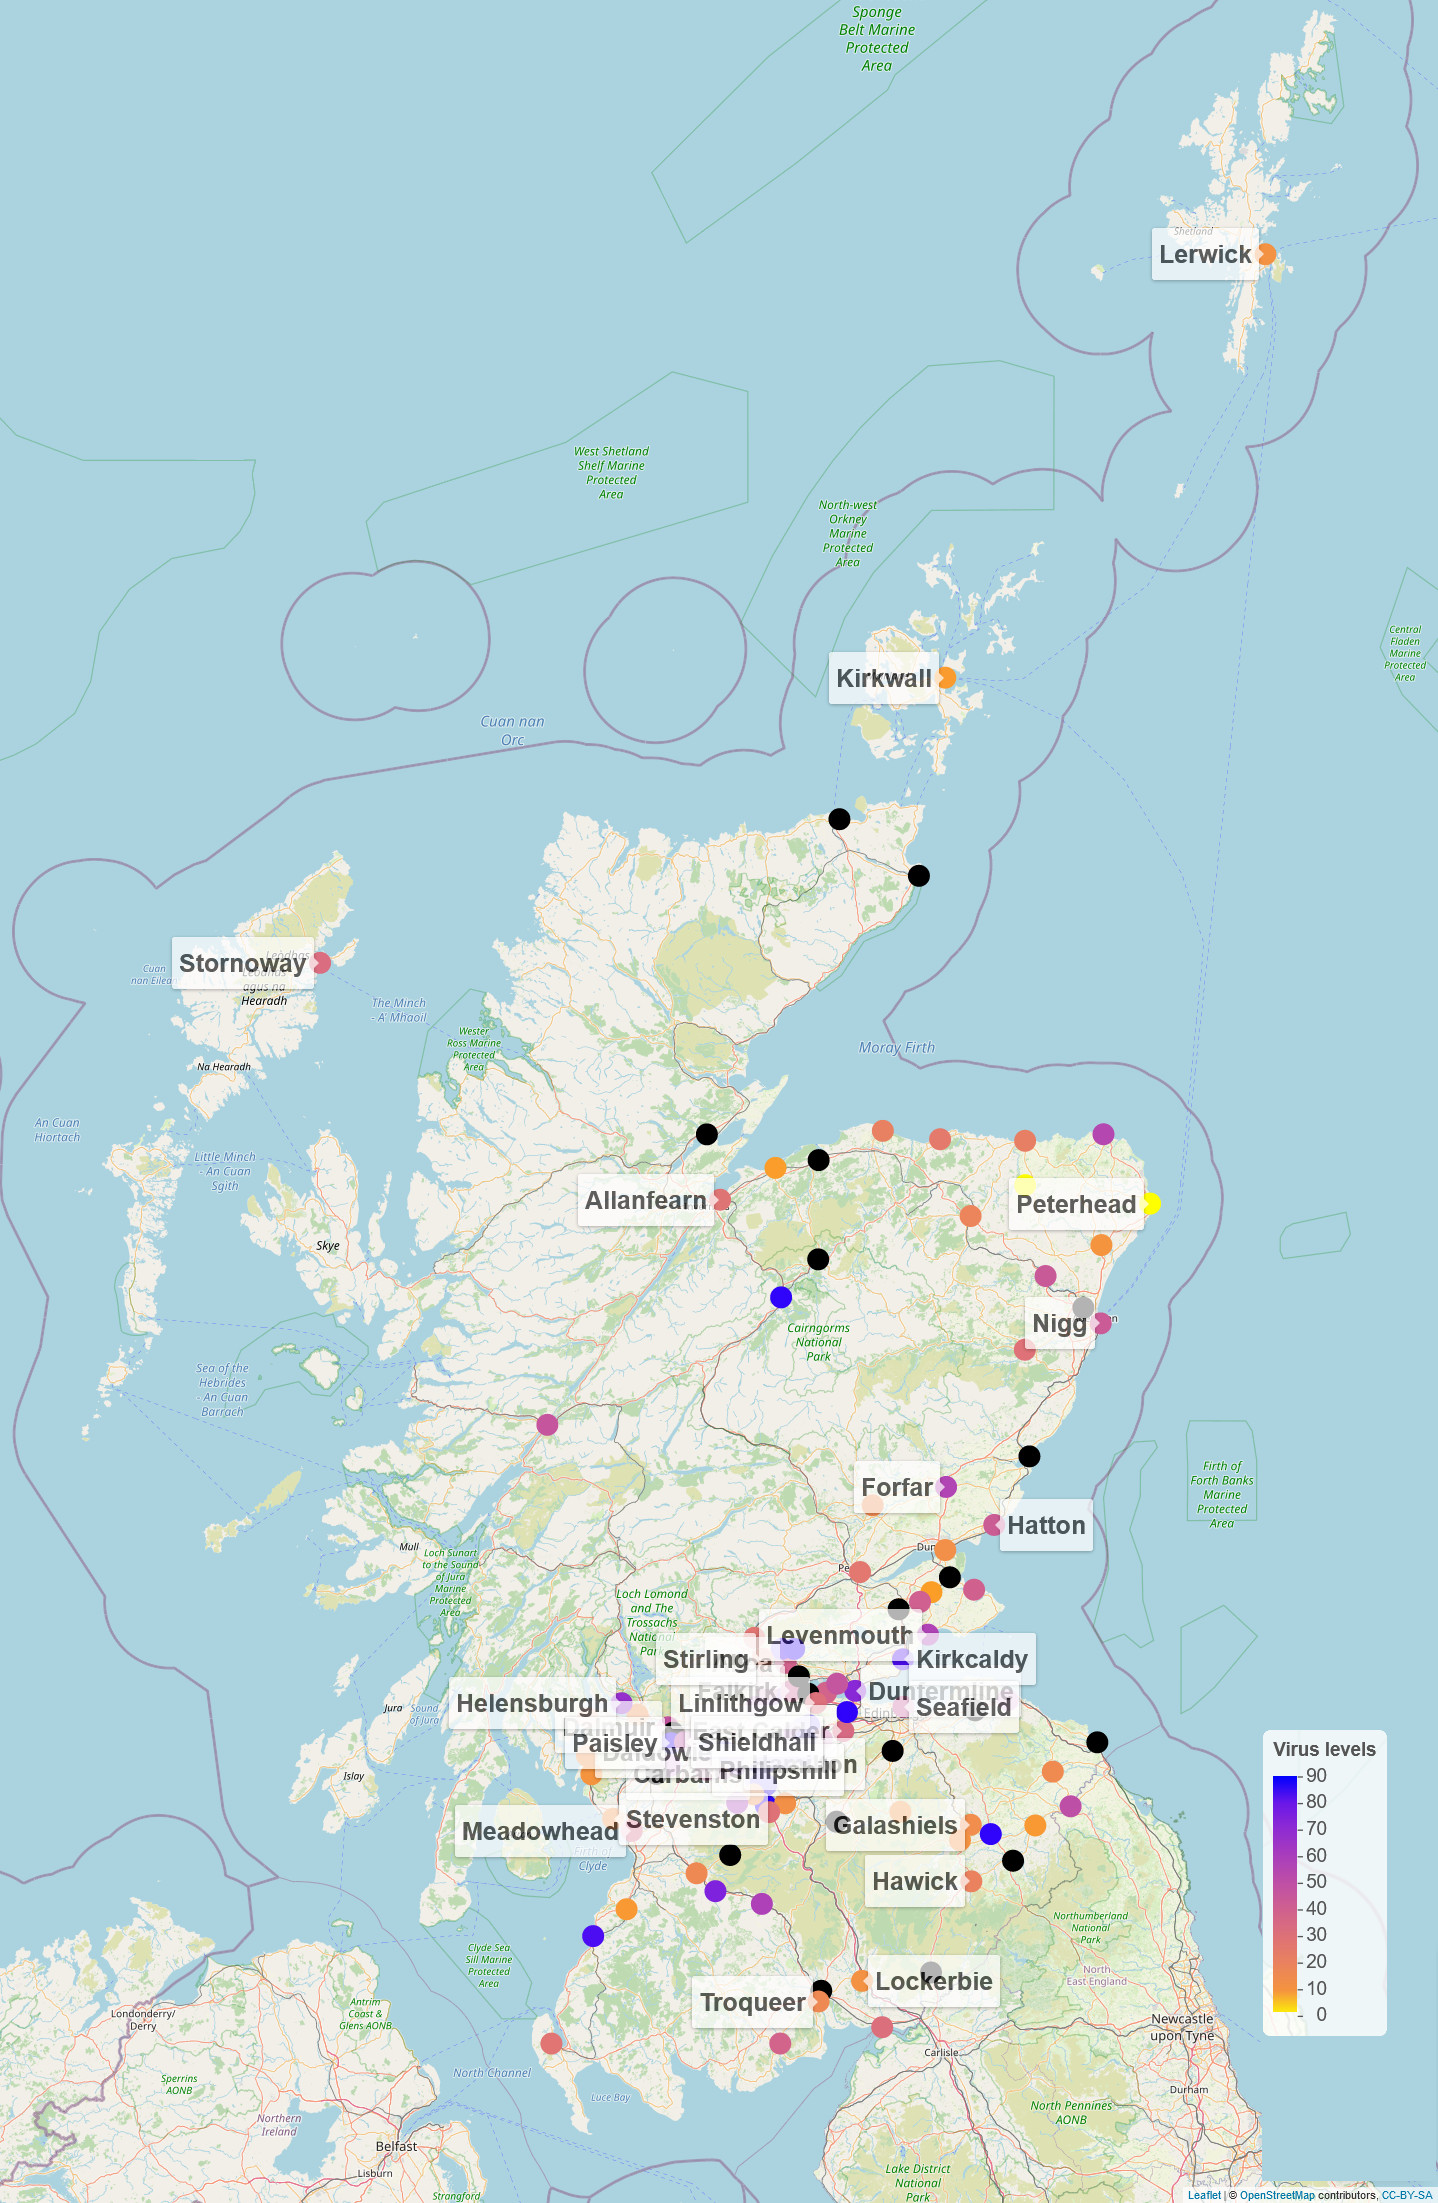 Sponge
Belt Marine
Protected
Area
Shetland
Lerwick
West Shetland
Shelf Marine
Protected
Area
North-west
Orkney
Marine
Protected
Area
Central
Fladen
Marine
Protected
Area
Kirkwall
Cuan nan
Orc
Stornoway
Cuan
nan Eilean
agus na
Hearadh
The Minch
- A' Mhaoil
Wester
Ross Marine
Protected
Area
Moray Firth
Na Hearadh
An Cuan
Hiortach
Little Minch
- An Cuan
Sgith
Allanfearn
Peterhead
Skye
Nigg
Cairngorms
National
Park
Sea of the
Hebrides
- An Cuan
Barrach
Forfar
Hatton
Firth of
Forth Banks
Marine
Protected
Area
Mull
Loch Sunart
to the Sound
of Jura
Marine
Protected
Area
Loch Lomond
and The
Trossachs
National
Park
Levenmouth
Stirling
Kirkcaldy
Falkirk
Dunfermline
Helensburgh
Linlithgow
Seafield
Jura
Sound
of Jura
Paisley
Shieldhall
Philipshill
Islay
Meadowhead
Stevenston
Galashiels
Firth of
Clyde
Hawick
Northumberland
National
Park
Clyde Sea
Sill Marine
Protected
Area
North
East England
Lockerbie
Troqueer
Londonderry/
Derry
Antrim
Coast &
Glens AONB
Newcastle
upon Tyne
Carlisle
North Channel
Luce Bay
Sperrins
AONB
Durham
North Pennines
AONB
Northern
Ireland
Belfast
Lisburn
Lake District
National
Park
Strangford
Virus levels
90
80
70
60
50
40
30
20
10
0
Leaflet | © OpenStreetMap contributors, CC-BY-SA